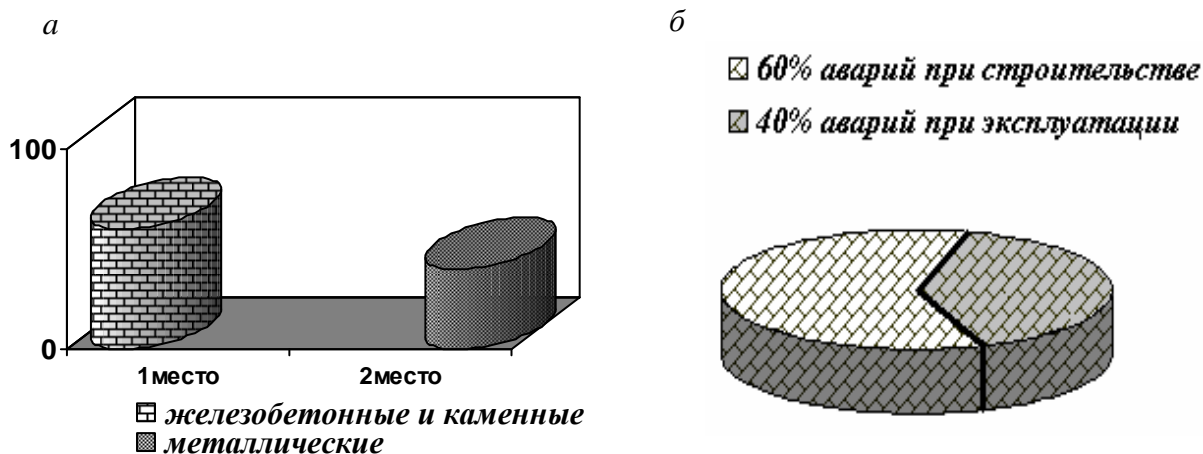 а
100
0
1место 2место
железобетонные и каменные
металлические
б
60% аварий при строительстве
40% аварий при эксплуатации